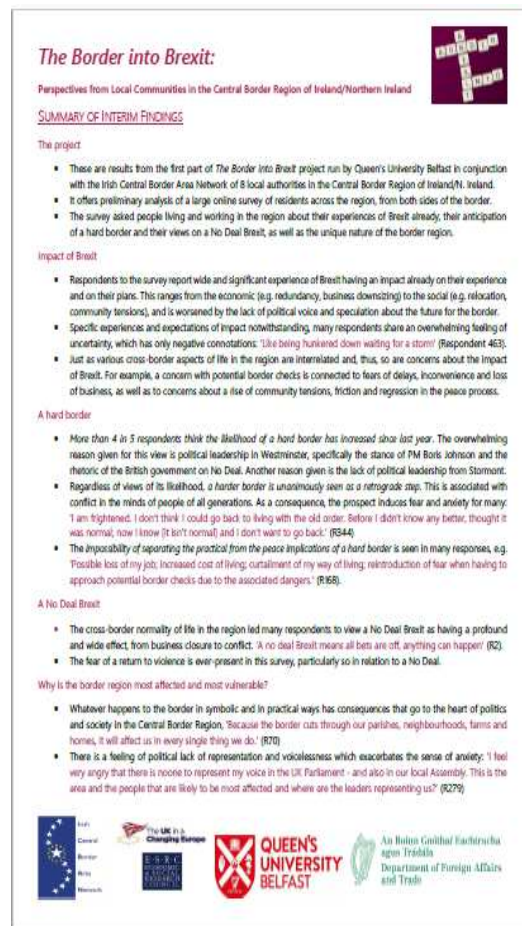 The Border into Brexit:
Perspectives from Local Communities in the Central Border Region of Ireland/Northern Ireland
SUMMARY OF INTERIM FINDINGS
The project
▪ These are results from the first part of The Border into Brexit project run by Queen's University Belfast in conjunction
with the Irish Central Border Area Network of 8 local authorities in the Central Border Region of Ireland/N. Ireland.
▪ It offers preliminary analysis of a large online survey of residents across the region, from both sides of the border.
▪ The survey asked people living and working in the region about their experiences of Brexit already, their anticipation
of a hard border and their views on a No Deal Brexit, as well as the unique nature of the border region.
Impact of Brexit
▪ Respondents to the survey report wide and significant experience of Brexit having an impact already on their experience
and on their plans. This ranges from the economic (e.g. redundancy, business downsizing) to the social (e.g. relocation,
community tensions), and is worsened by the lack of political voice and speculation about the future for the border.
▪ Specific experiences and expectations of impact notwithstanding, many respondents share an overwhelming feeling of
uncertainty, which has only negative connotations: 'Like being hunkered down waiting for a storm' (Respondent 463).
▪ Just as various cross-border aspects of life in the region are interrelated and, thus, so are concerns about the impact
of Brexit. For example, a concern with potential border checks is connected to fears of delays, inconvenience and loss
of business, as well as to concerns about a rise of community tensions, friction and regression in the peace process.
A hard border
▪ More than 4 in 5 respondents think the likelihood of a hard border has increased since last year. The overwhelming
reason given for this view is political leadership in Westminster, specifically the stance of PM Boris Johnson and the
rhetoric of the British government on No Deal. Another reason given is the lack of political leadership from Stormont.
▪ Regardless of views of its likelihood, a harder border is unanimously seen as a retrograde step. This is associated with
conflict in the minds of people of all generations. As a consequence, the prospect induces fear and anxiety for many:
'I am frightened. I don't think I could go back to living with the old order. Before I didn't know any better, thought it
was normal; now I know (it isn't normal) and I don't want to go back.' (R344)
▪ The impossibility of separating the practical from the peace implications of a hard border is seen in many responses, e.g.
'Possible loss of my job; increased cost of living; curtailment of my way of living; reintroduction of fear when having to
approach potential border checks due to the associated dangers.' (R168).
A No Deal Brexit
▪ The cross-border normality of life in the region led many respondents to view a No Deal Brexit as having a profound
and wide effect, from business closure to conflict. 'A no deal Brexit means all bets are off, anything can happen' (R2).
▪ The fear of a return to violence is ever-present in this survey, particularly so in relation to a No Deal.
Why is the border region most affected and most vulnerable?
▪ Whatever happens to the border in symbolic and in practical ways has consequences that go to the heart of politics
and society in the Central Border Region, 'Because the border cuts through our parishes, neighbourhoods, farms and
homes, it will affect us in every single thing we do.' (R70)
▪ There is a feeling of political lack of representation and voicelessness which exacerbates the sense of anxiety: 'I feel
very angry that there is noone to represent my voice in the UK Parliament - and also in our local Assembly. This is the
area and the people that are likely to be most affected and where are the leaders representing us?' (R279)
Irish
Central
Border
Area
Network
The UK in a
Changing Europe
E·S·R·C
ECONOMIC
& SOCIAL
RESEARCH
COUNCIL
QUEEN'S
UNIVERSITY
BELFAST
An Roinn Gnóthaí Eachtracha
agus Trádála
Department of Foreign Affairs
and Trade